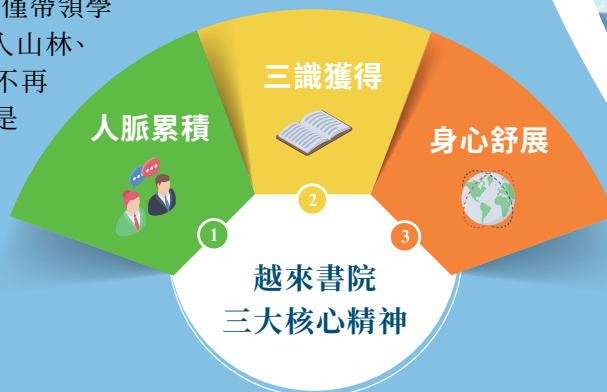 僅帶領學
入山林、
不再
是
人脈累積
三識獲得
身心舒展
1
2
3
越來書院
三大核心精神